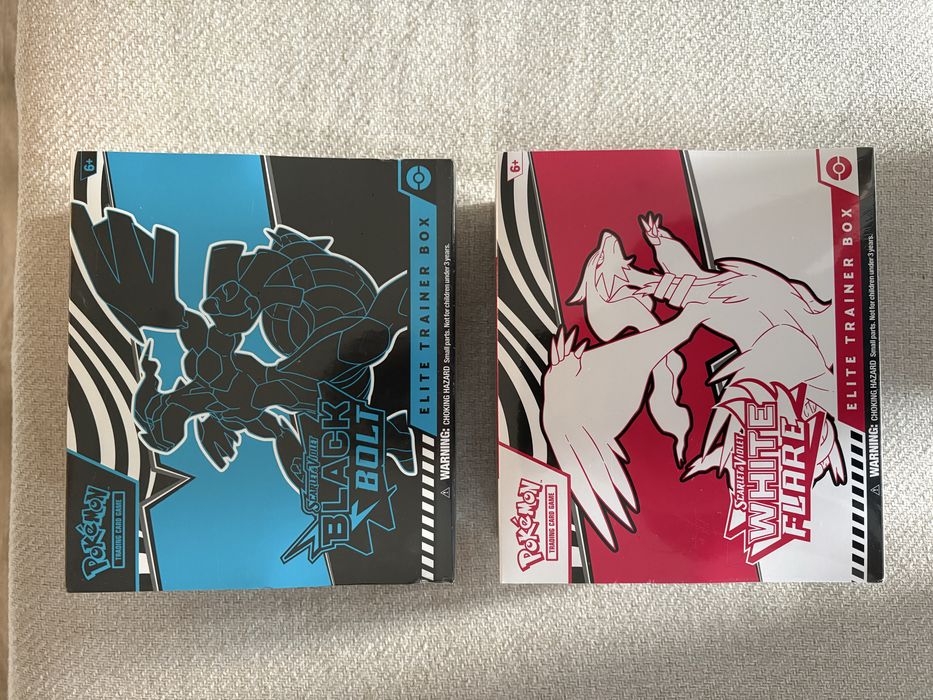 6+
Pokémon
TRADING CARD GAME
SCARLET & VIOLET
BLACK
BOLT
ELITE TRAINER BOX
⚠ WARNING: CHOKING HAZARD Small parts. Not for children under 3 years.
6+
Pokémon
TRADING CARD GAME
SCARLET & VIOLET
WHITE
FLARE
ELITE TRAINER BOX
⚠ WARNING: CHOKING HAZARD Small parts. Not for children under 3 years.